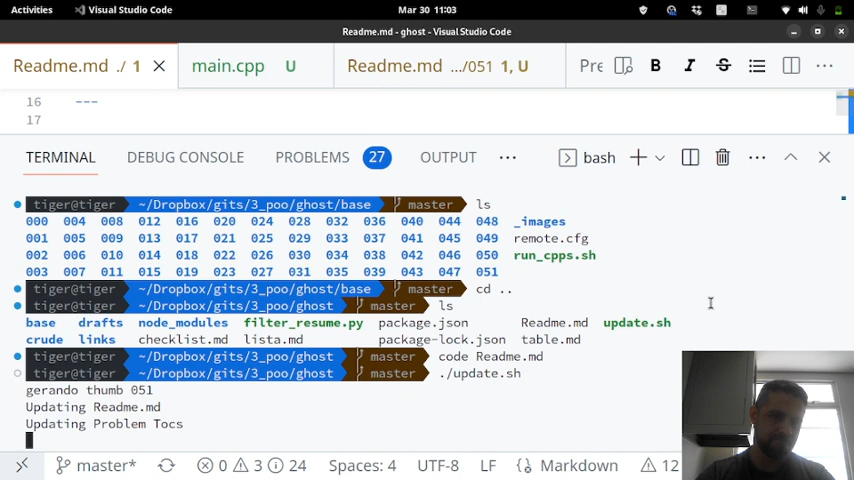 Activities Visual Studio Code Mar 30 11:03
Readme.md - ghost - Visual Studio Code
Readme.md ./ 1 main.cpp U Readme.md .../051 1, U Pre B I S
16 ---
17
TERMINAL DEBUG CONSOLE PROBLEMS 27 OUTPUT ··· bash
tiger@tiger ~/Dropbox/gits/3_poo/ghost/base master ls
000 004 008 012 016 020 024 028 032 036 040 044 048 _images
001 005 009 013 017 021 025 029 033 037 041 045 049 remote.cfg
002 006 010 014 018 022 026 030 034 038 042 046 050 run_cpps.sh
003 007 011 015 019 023 027 031 035 039 043 047 051
tiger@tiger ~/Dropbox/gits/3_poo/ghost/base master cd ..
tiger@tiger ~/Dropbox/gits/3_poo/ghost master ls
base drafts node_modules filter_resume.py package.json Readme.md update.sh
crude links checklist.md lista.md package-lock.json table.md
tiger@tiger ~/Dropbox/gits/3_poo/ghost master code Readme.md
tiger@tiger ~/Dropbox/gits/3_poo/ghost master ./update.sh
gerando thumb 051
Updating Readme.md
Updating Problem Tocs
master* 0 3 24 Spaces: 4 UTF-8 LF {} Markdown 12